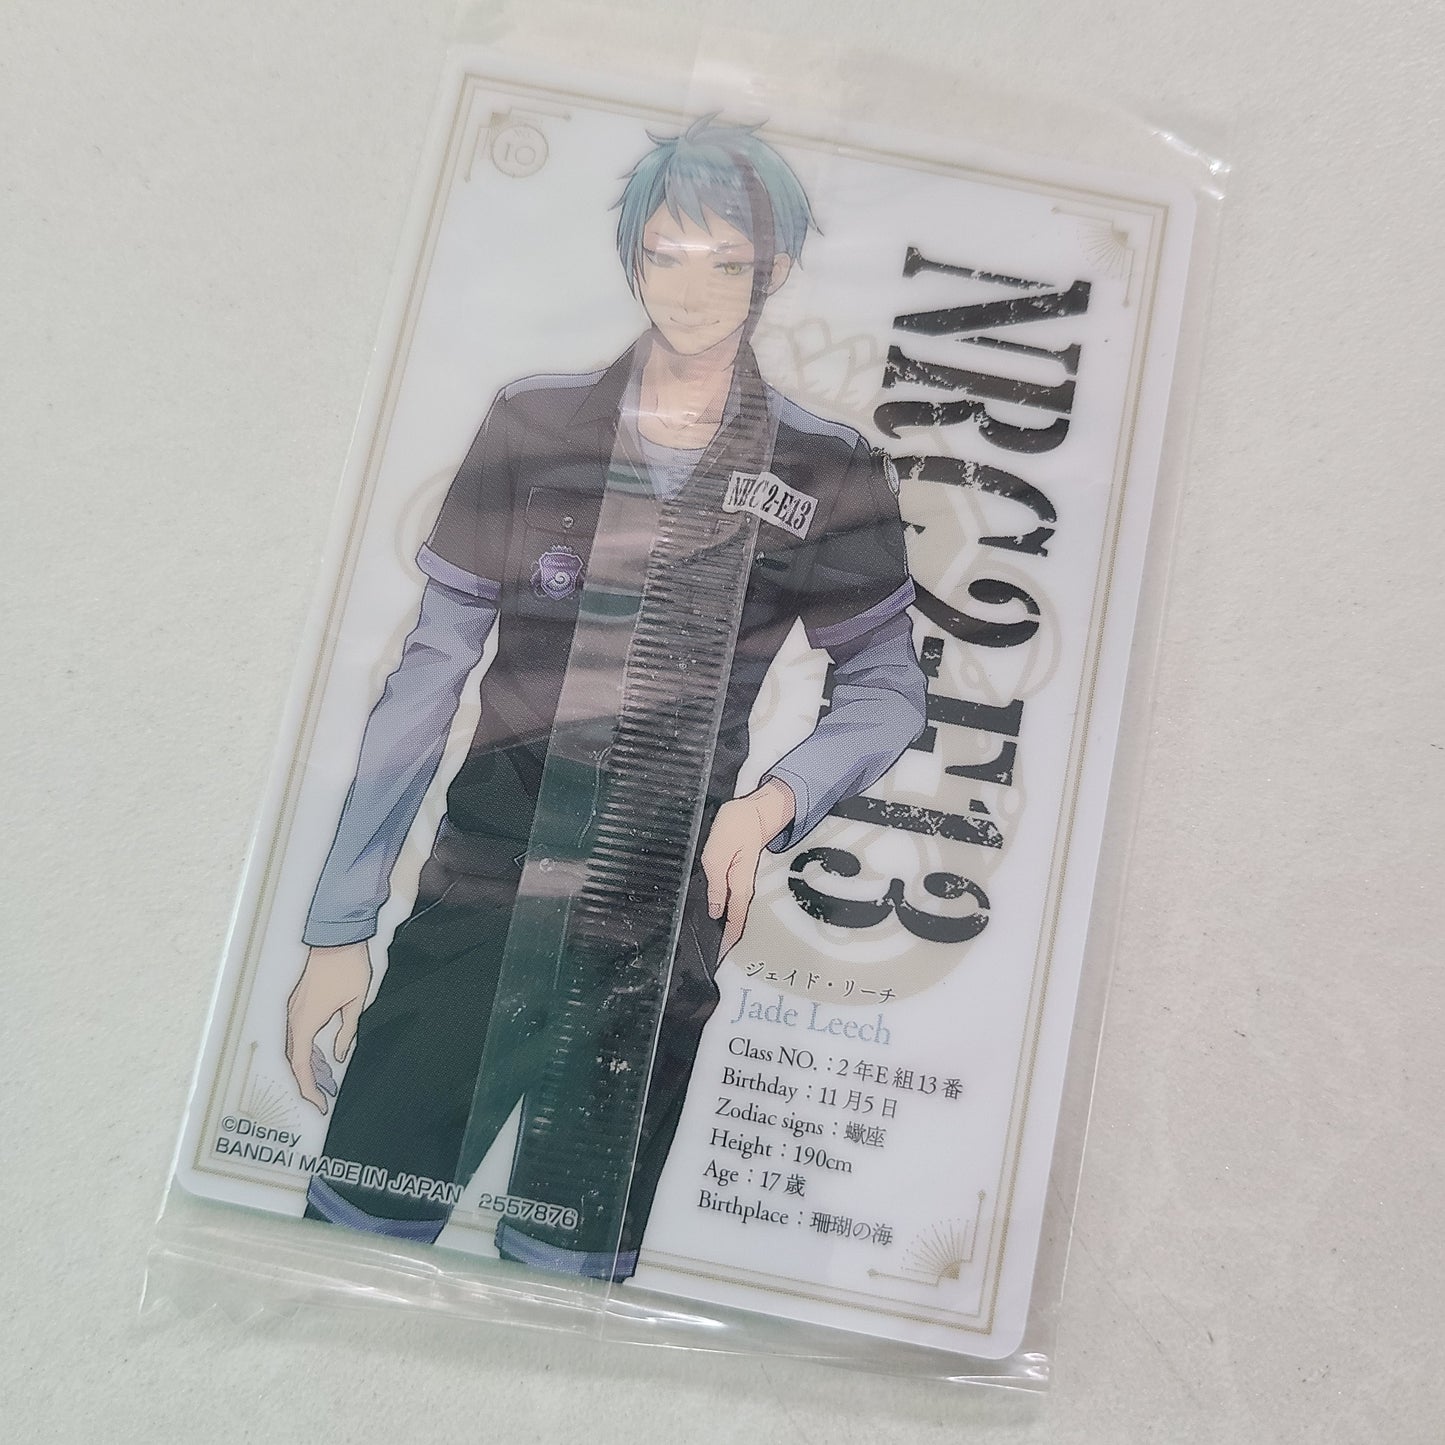 No. 10
NRC 2-E13
NRC 2-E13
ジェイド・リーチ
Jade Leech
Class NO.：2年E組13番
Birthday：11月5日
Zodiac signs：蠍座
Height：190cm
Age：17歳
Birthplace：珊瑚の海
©Disney
BANDAI MADE IN JAPAN 2557876